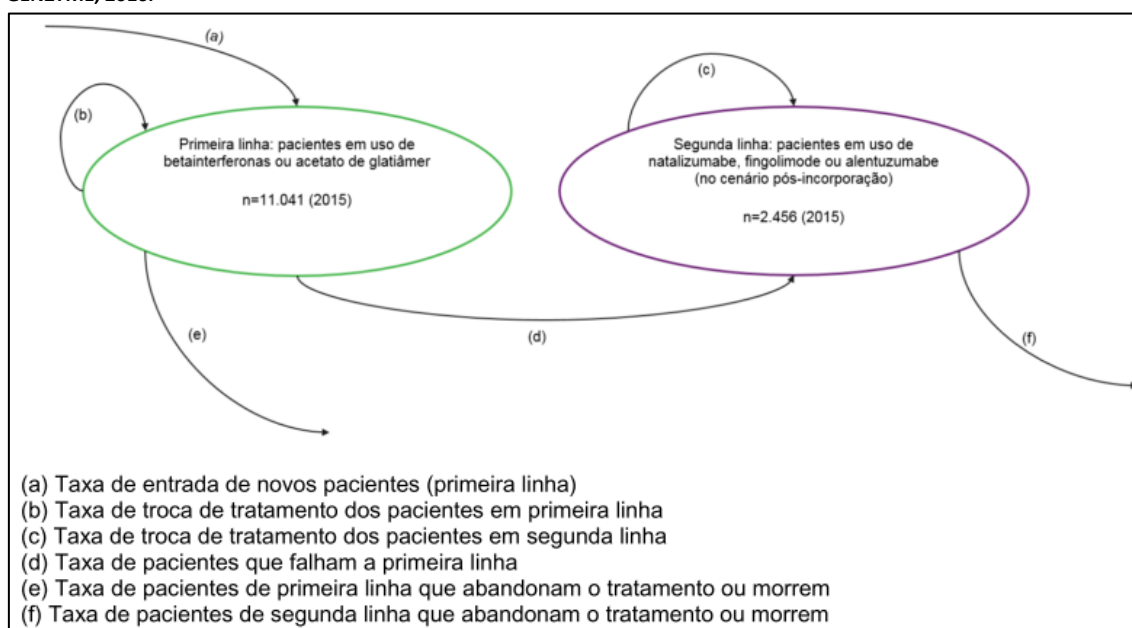 (a)
(b)
(c)
Primeira linha: pacientes em uso de
betainterferonas ou acetato de glatiâmer
n=11.041 (2015)
Segunda linha: pacientes em uso de
natalizumabe, fingolimode ou alentuzumabe
(no cenário pós-incorporação)
n=2.456 (2015)
(e)
(d)
(f)
(a) Taxa de entrada de novos pacientes (primeira linha)
(b) Taxa de troca de tratamento dos pacientes em primeira linha
(c) Taxa de troca de tratamento dos pacientes em segunda linha
(d) Taxa de pacientes que falham a primeira linha
(e) Taxa de pacientes de primeira linha que abandonam o tratamento ou morrem
(f) Taxa de pacientes de segunda linha que abandonam o tratamento ou morrem